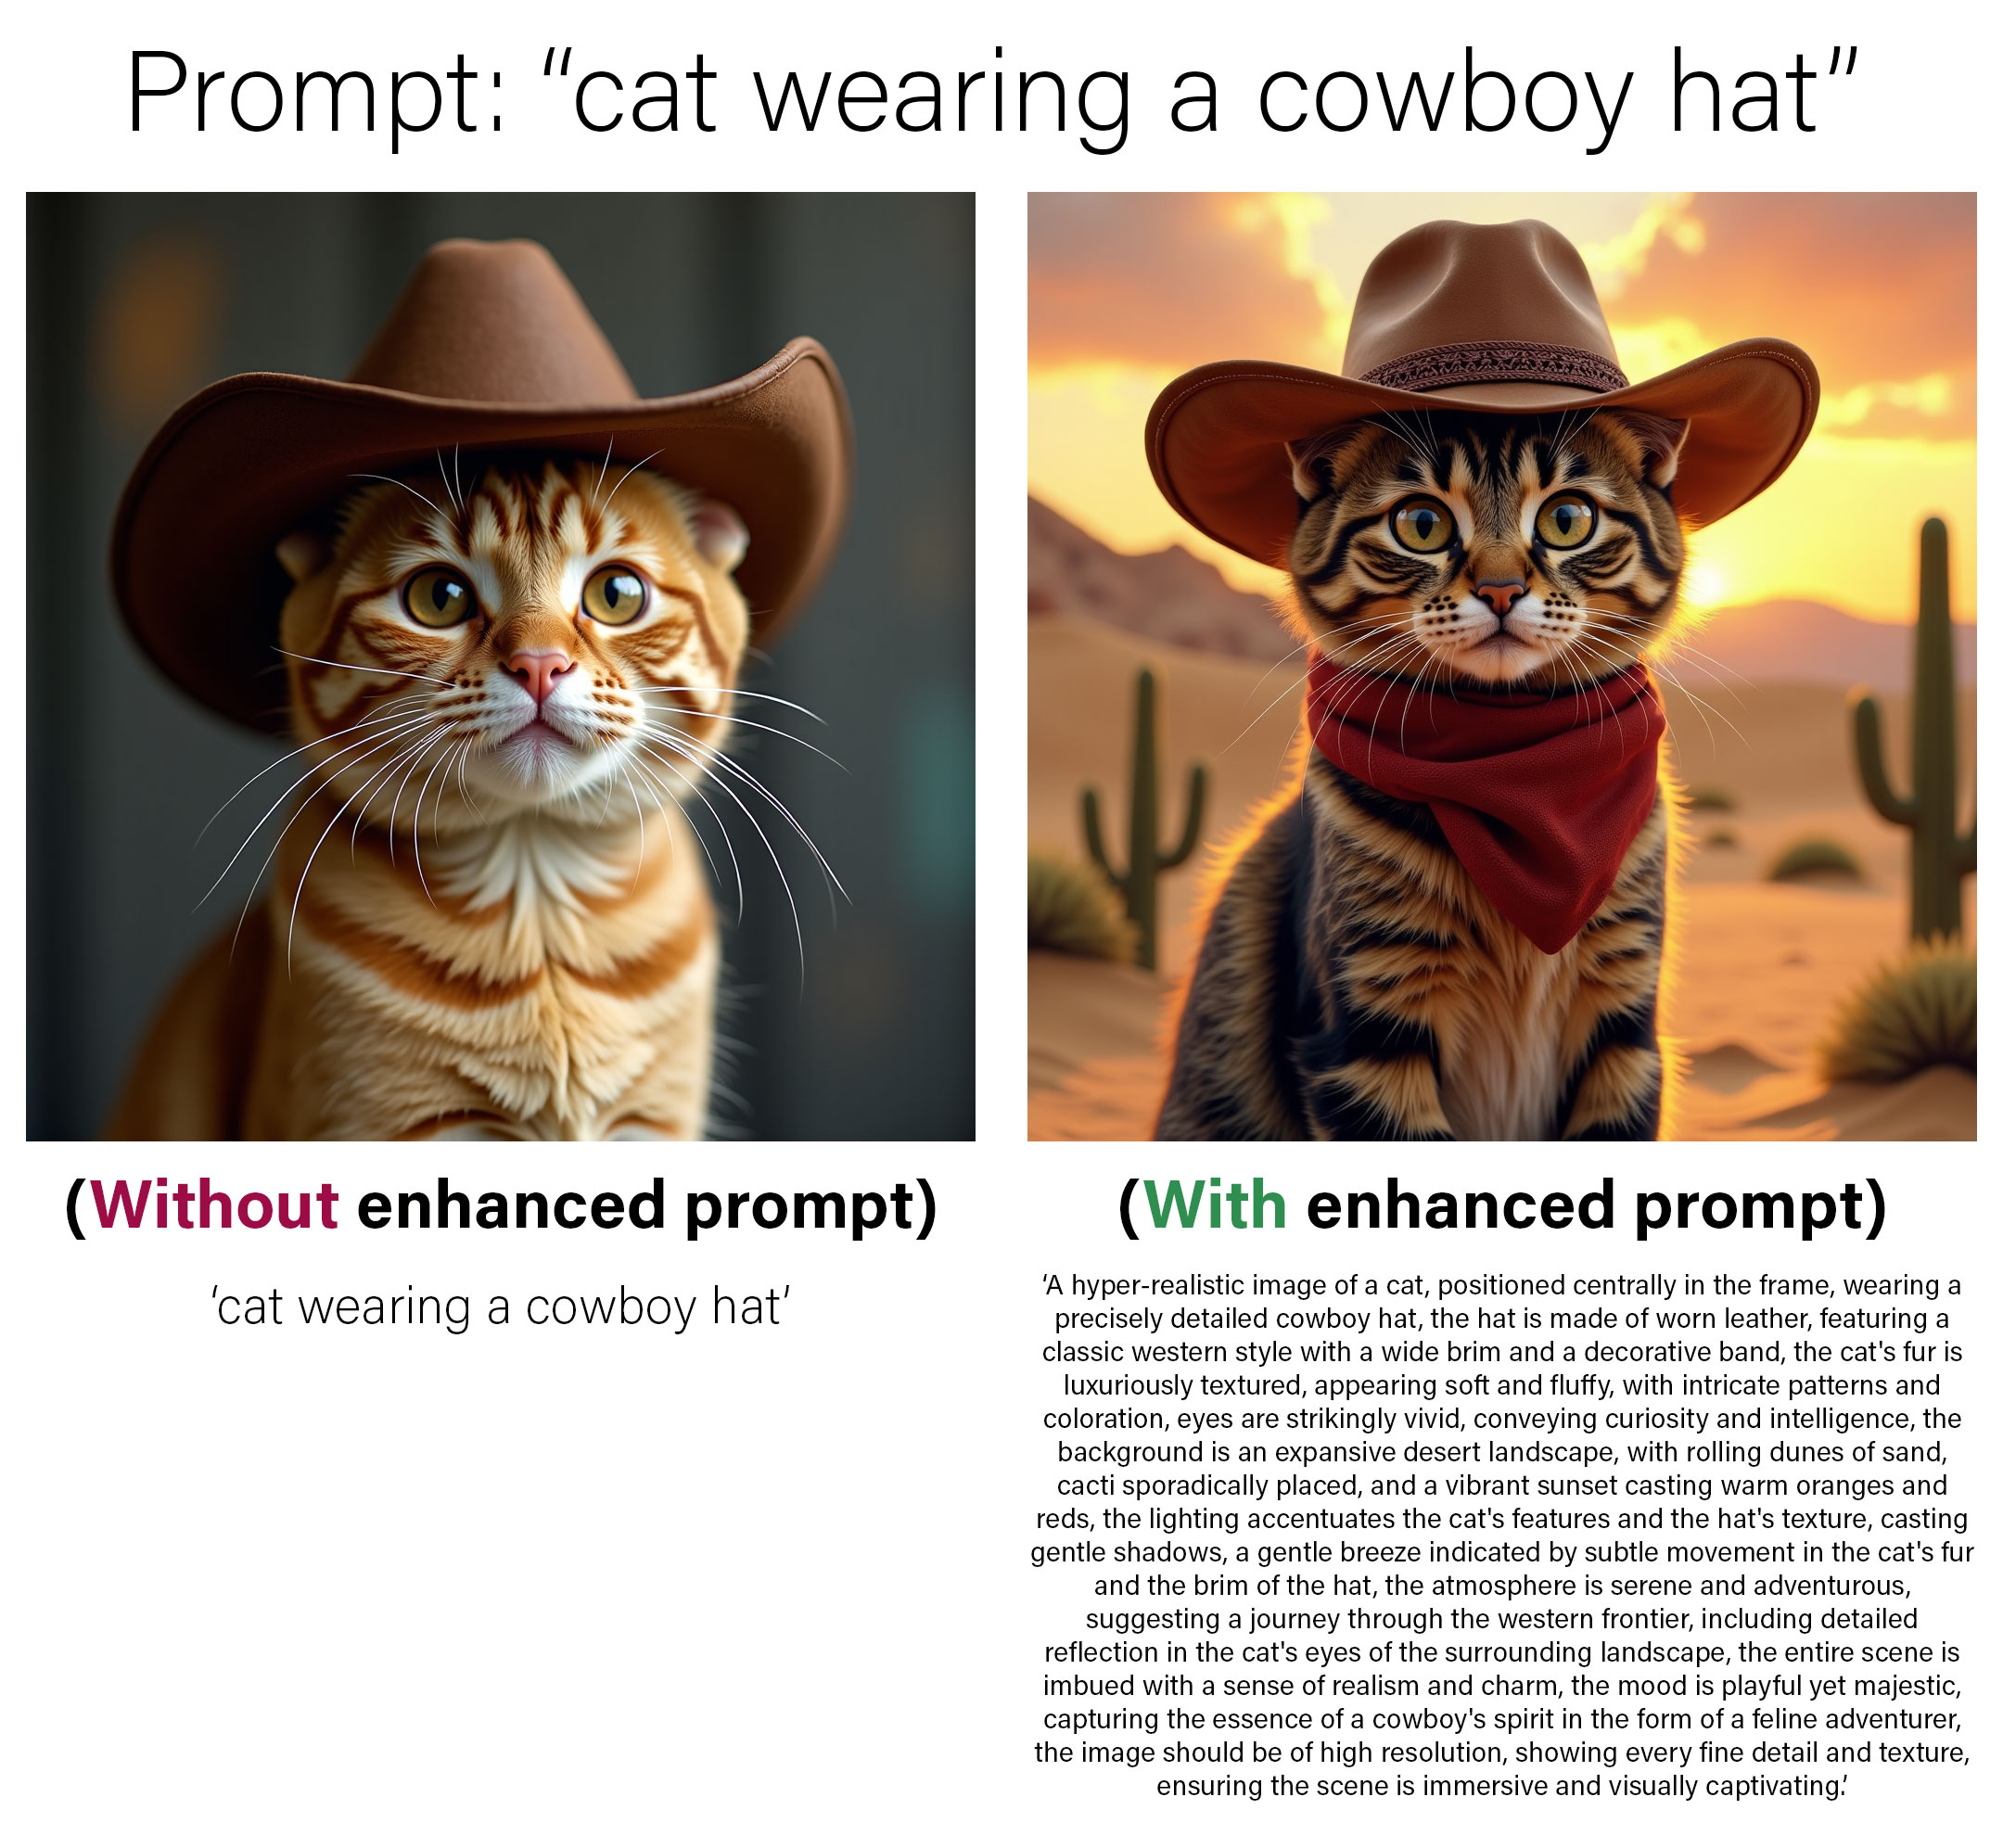 Prompt: “cat wearing a cowboy hat”
(Without enhanced prompt)
‘cat wearing a cowboy hat’
(With enhanced prompt)
‘A hyper-realistic image of a cat, positioned centrally in the frame, wearing a
precisely detailed cowboy hat, the hat is made of worn leather, featuring a
classic western style with a wide brim and a decorative band, the cat's fur is
luxuriously textured, appearing soft and fluffy, with intricate patterns and
coloration, eyes are strikingly vivid, conveying curiosity and intelligence, the
background is an expansive desert landscape, with rolling dunes of sand,
cacti sporadically placed, and a vibrant sunset casting warm oranges and
reds, the lighting accentuates the cat's features and the hat's texture, casting
gentle shadows, a gentle breeze indicated by subtle movement in the cat's fur
and the brim of the hat, the atmosphere is serene and adventurous,
suggesting a journey through the western frontier, including detailed
reflection in the cat's eyes of the surrounding landscape, the entire scene is
imbued with a sense of realism and charm, the mood is playful yet majestic,
capturing the essence of a cowboy's spirit in the form of a feline adventurer,
the image should be of high resolution, showing every fine detail and texture,
ensuring the scene is immersive and visually captivating.’